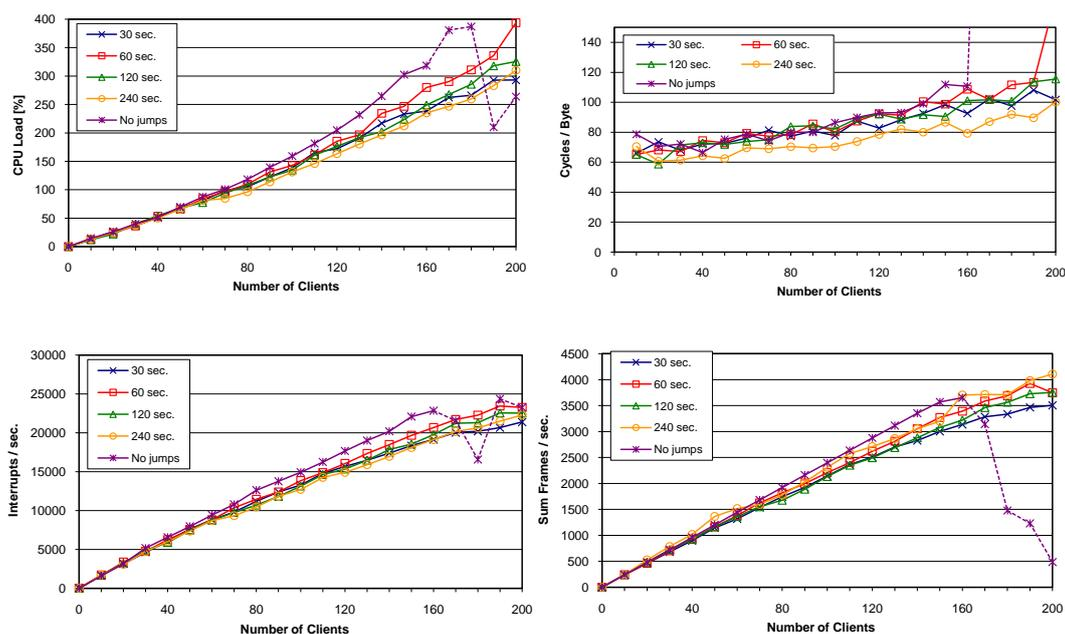 CPU Load [%]
400
350
300
250
200
150
100
50
0
30 sec.
60 sec.
120 sec.
240 sec.
No jumps
0 40 80 120 160 200
Number of Clients
Cycles / Byte
140
120
100
80
60
40
20
0
30 sec. 60 sec.
120 sec. 240 sec.
No jumps
0 40 80 120 160 200
Number of Clients
Interrupts / sec.
30000
25000
20000
15000
10000
5000
0
30 sec.
60 sec.
120 sec.
240 sec.
No jumps
0 40 80 120 160 200
Number of Clients
Sum Frames / sec.
4500
4000
3500
3000
2500
2000
1500
1000
500
0
30 sec.
60 sec.
120 sec.
240 sec.
No jumps
0 40 80 120 160 200
Number of Clients